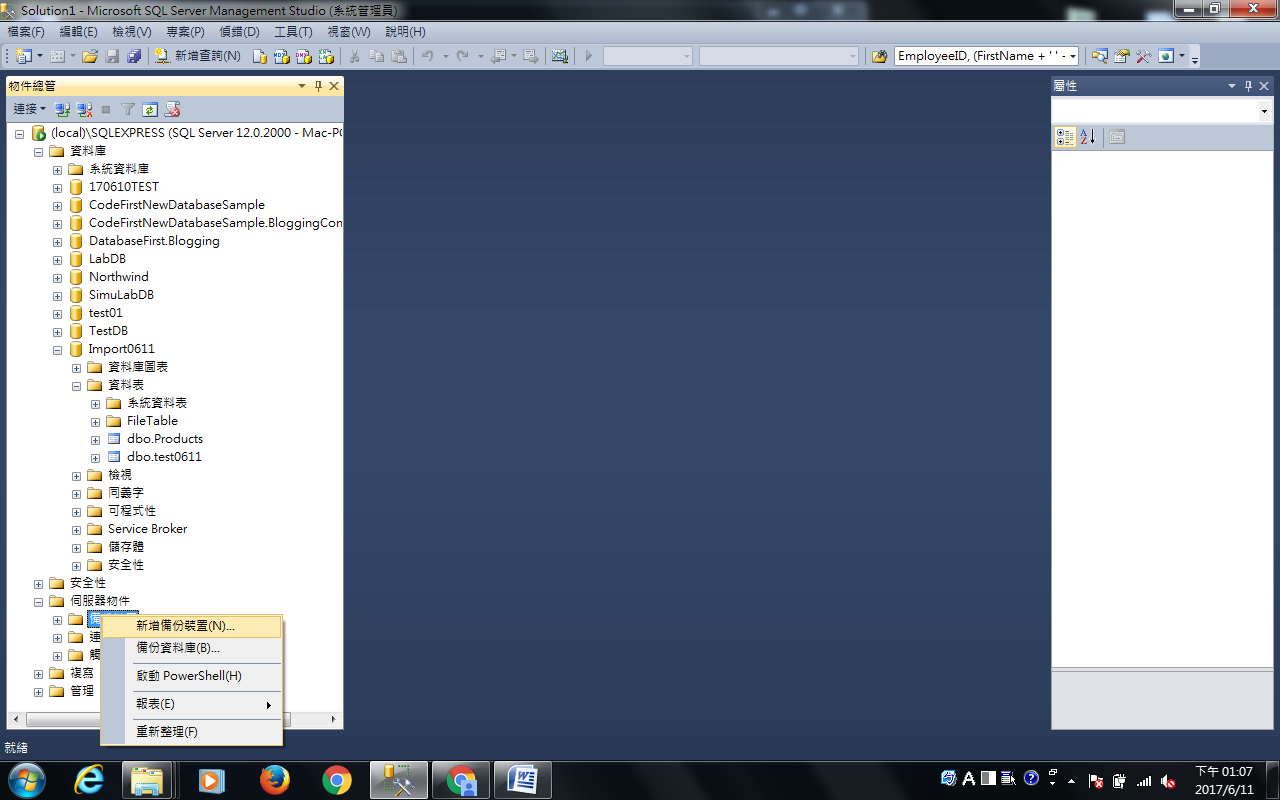 Solution1 - Microsoft SQL Server Management Studio (系統管理員)
檔案(F) 編輯(E) 檢視(V) 專案(P) 偵錯(D) 工具(T) 視窗(W) 說明(H)
新增查詢(N) EmployeeID, (FirstName + ' ' -
物件總管
連接
(local)\SQLEXPRESS (SQL Server 12.0.2000 - Mac-PC
資料庫
系統資料庫
170610TEST
CodeFirstNewDatabaseSample
CodeFirstNewDatabaseSample.BloggingCon
DatabaseFirst.Blogging
LabDB
Northwind
SimuLabDB
test01
TestDB
Import0611
資料庫圖表
資料表
系統資料表
FileTable
dbo.Products
dbo.test0611
檢視
同義字
可程式性
Service Broker
儲存體
安全性
安全性
伺服器物件
複寫
管理
新增備份裝置(N)...
備份資料庫(B)...
啟動 PowerShell(H)
報表(E)
重新整理(F)
屬性
就緒
下午 01:07
2017/6/11